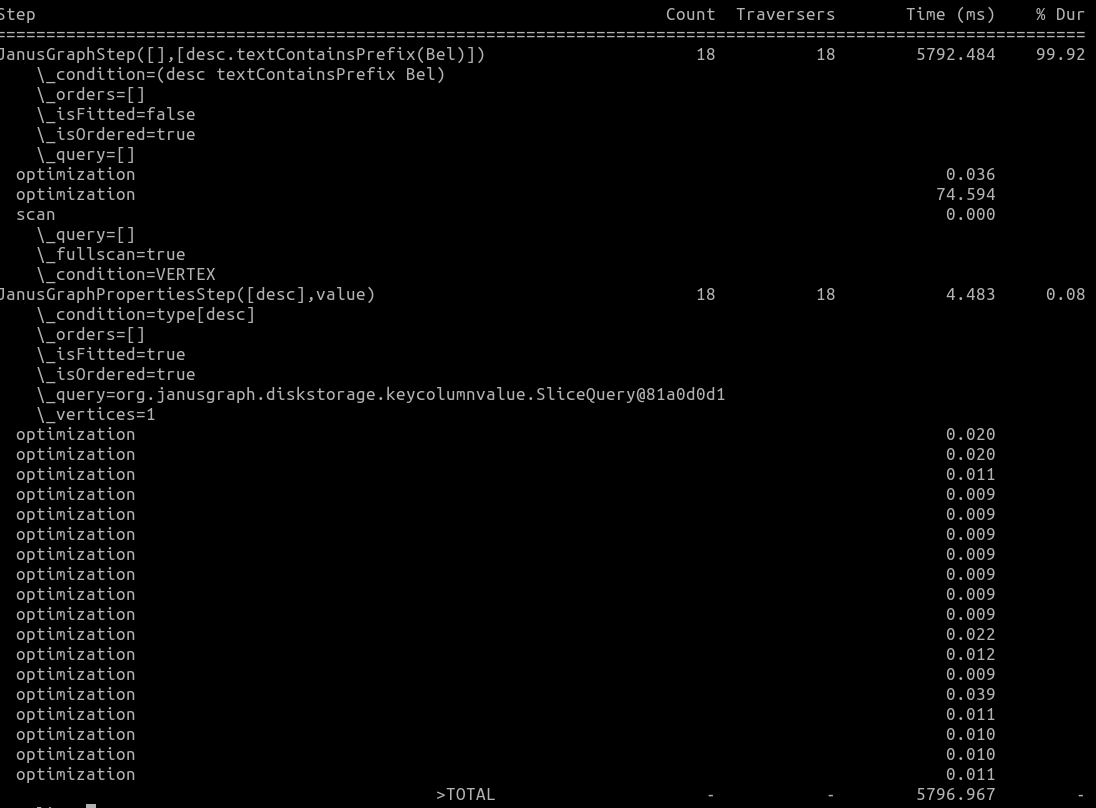 Step Count Traversers Time (ms) % Dur
=============================================================================================================
JanusGraphStep([],[desc.textContainsPrefix(Bel)]) 18 18 5792.484 99.92
\_condition=(desc textContainsPrefix Bel)
\_orders=[]
\_isFitted=false
\_isOrdered=true
\_query=[]
optimization 0.036
optimization 74.594
scan 0.000
\_query=[]
\_fullscan=true
\_condition=VERTEX
JanusGraphPropertiesStep([desc],value) 18 18 4.483 0.08
\_condition=type[desc]
\_orders=[]
\_isFitted=true
\_isOrdered=true
\_query=org.janusgraph.diskstorage.keycolumnvalue.SliceQuery@81a0d0d1
\_vertices=1
optimization 0.020
optimization 0.020
optimization 0.011
optimization 0.009
optimization 0.009
optimization 0.009
optimization 0.009
optimization 0.009
optimization 0.009
optimization 0.009
optimization 0.022
optimization 0.012
optimization 0.009
optimization 0.039
optimization 0.011
optimization 0.010
optimization 0.010
optimization 0.011
>TOTAL - - 5796.967 -